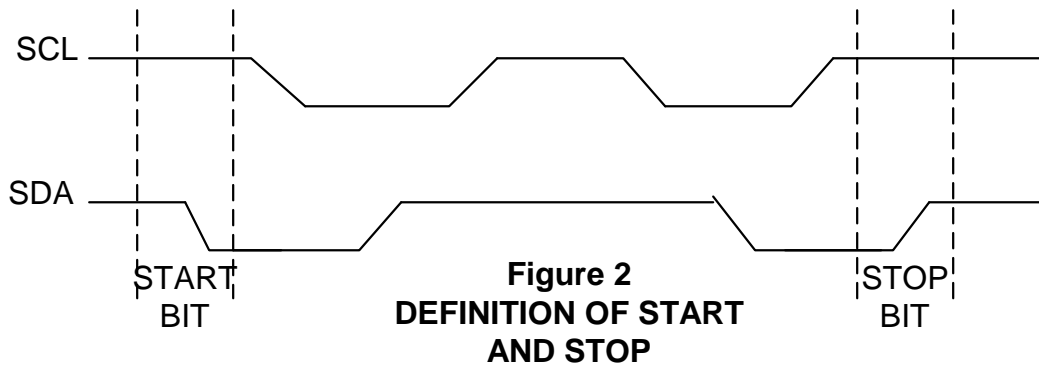 SCL
SDA
START
BIT
Figure 2
DEFINITION OF START
AND STOP
STOP
BIT